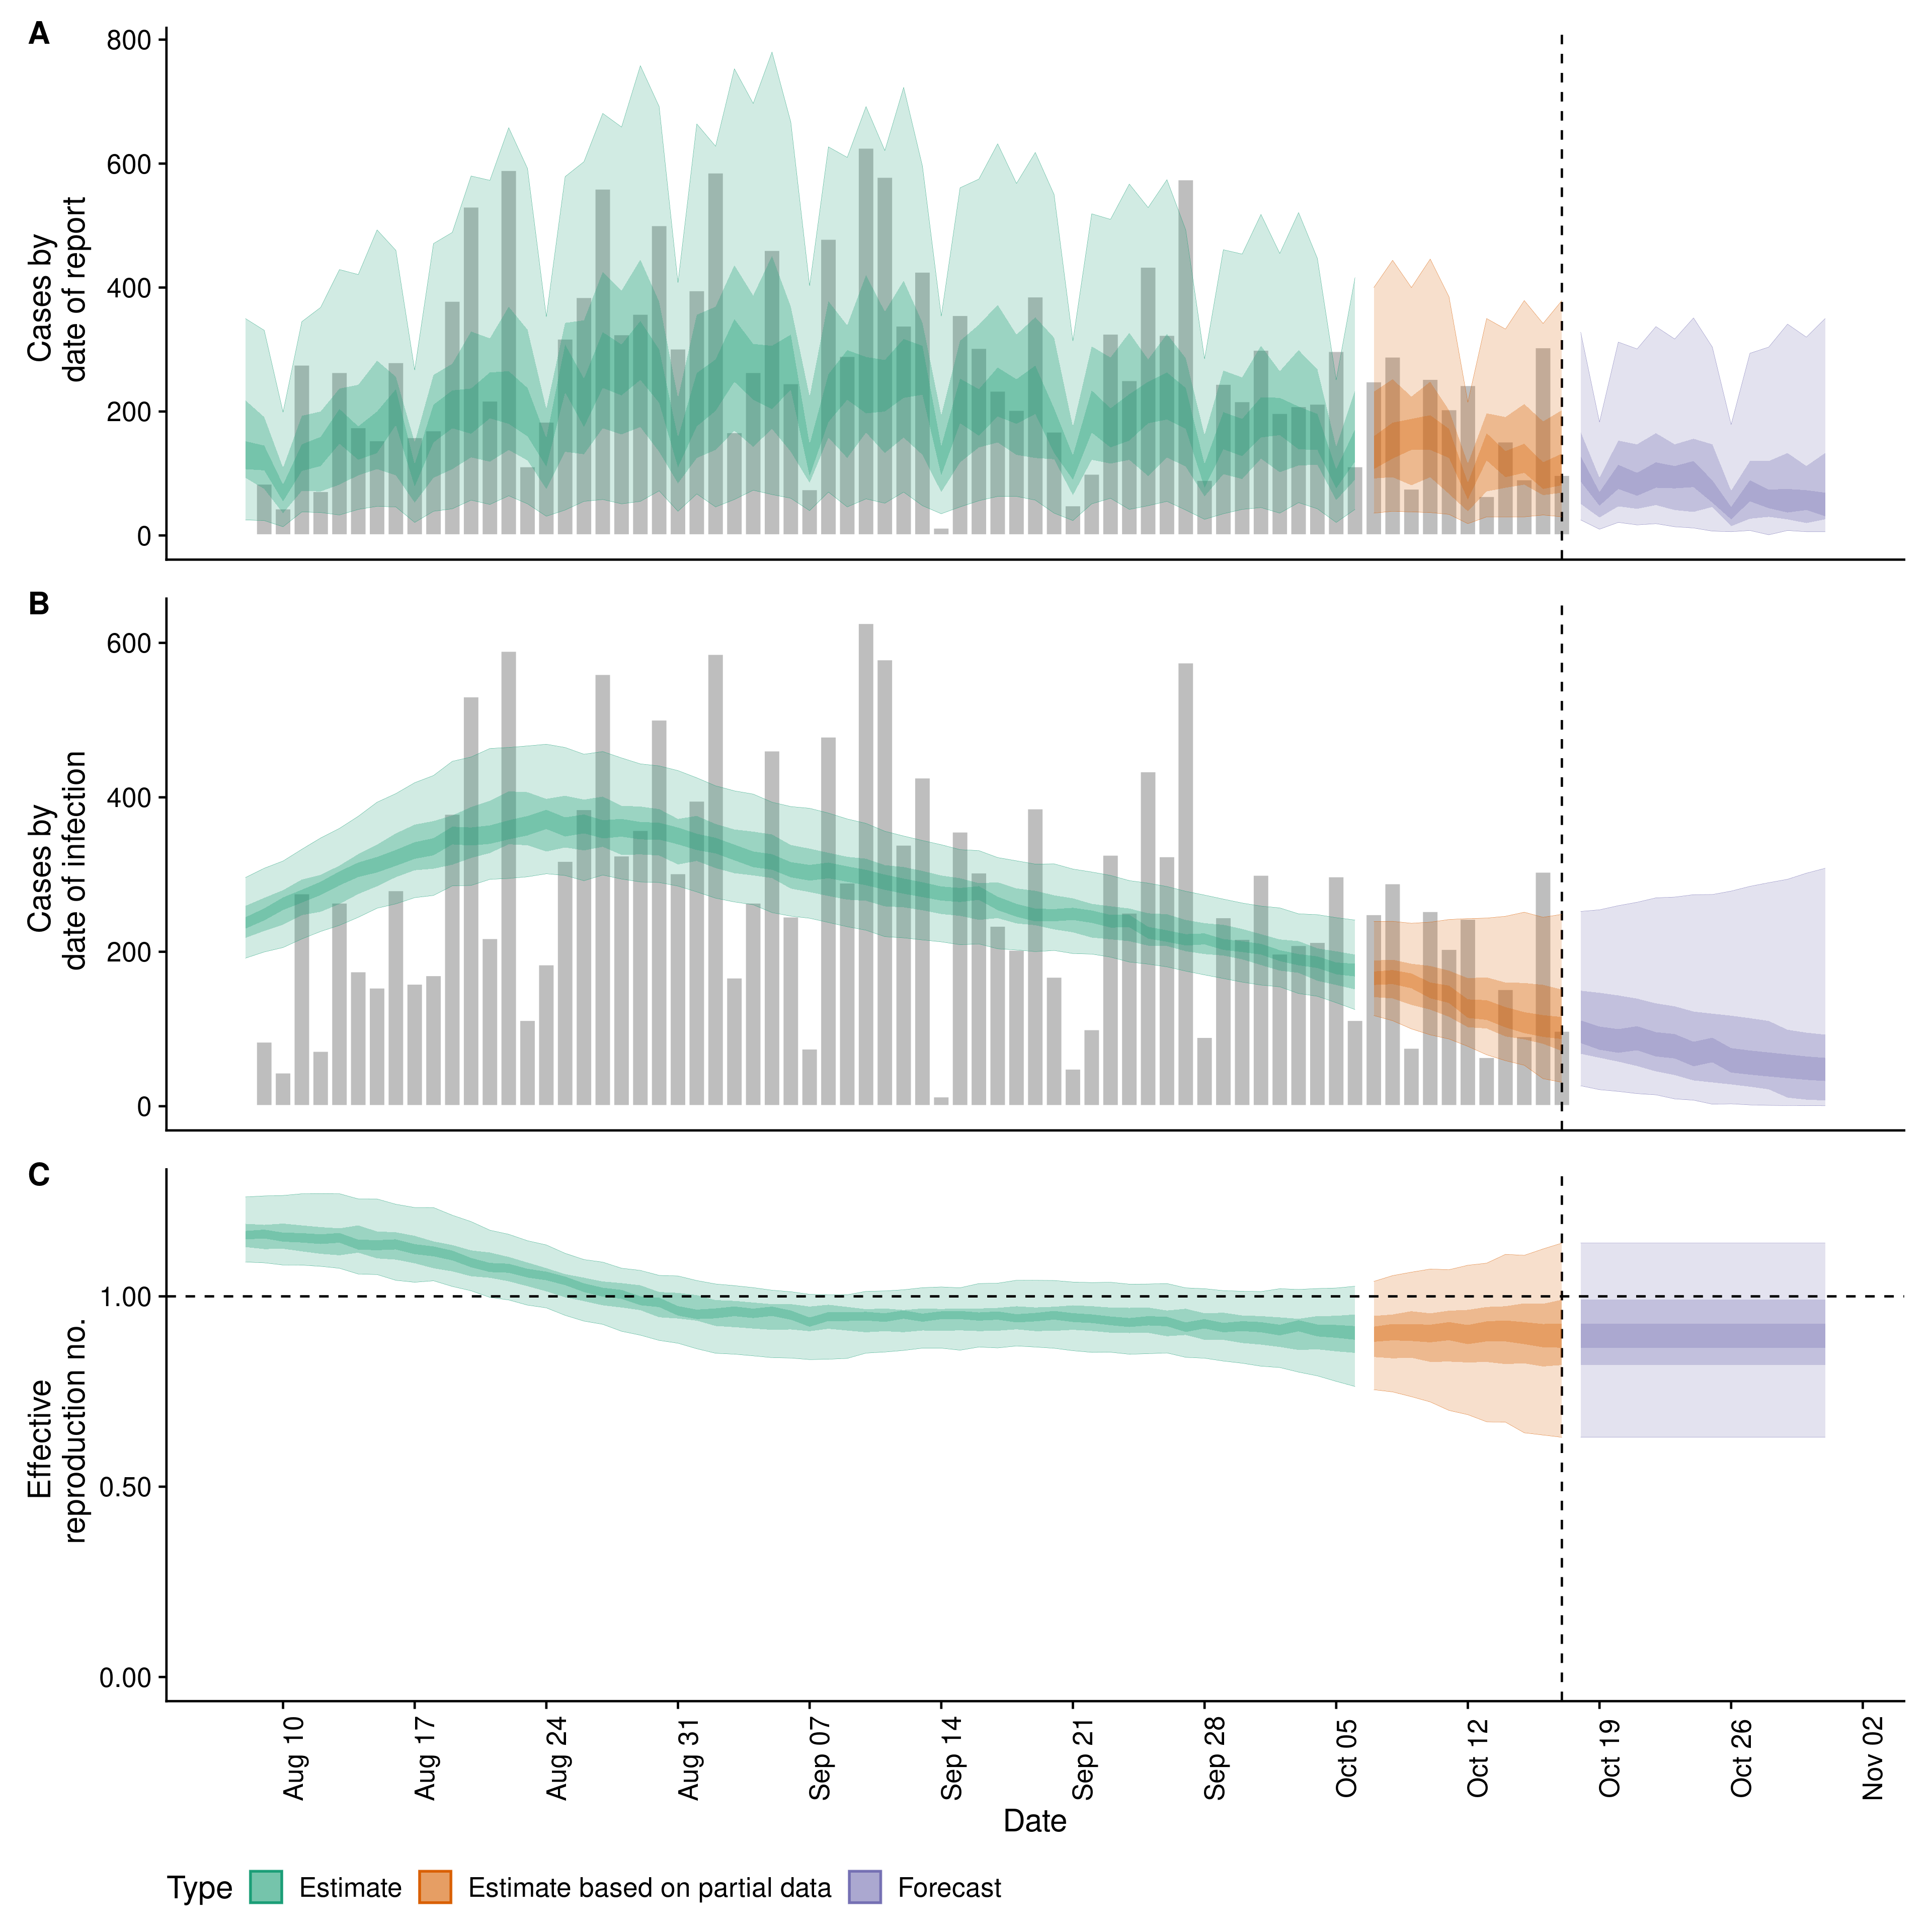 A
800
600
400
200
0
Cases by
date of report
B
600
400
200
0
Cases by
date of infection
C
1.00
0.50
0.00
Effective
reproduction no.
Aug 10
Aug 17
Aug 24
Aug 31
Sep 07
Sep 14
Sep 21
Sep 28
Oct 05
Oct 12
Oct 19
Oct 26
Nov 02
Date
Type Estimate Estimate based on partial data Forecast